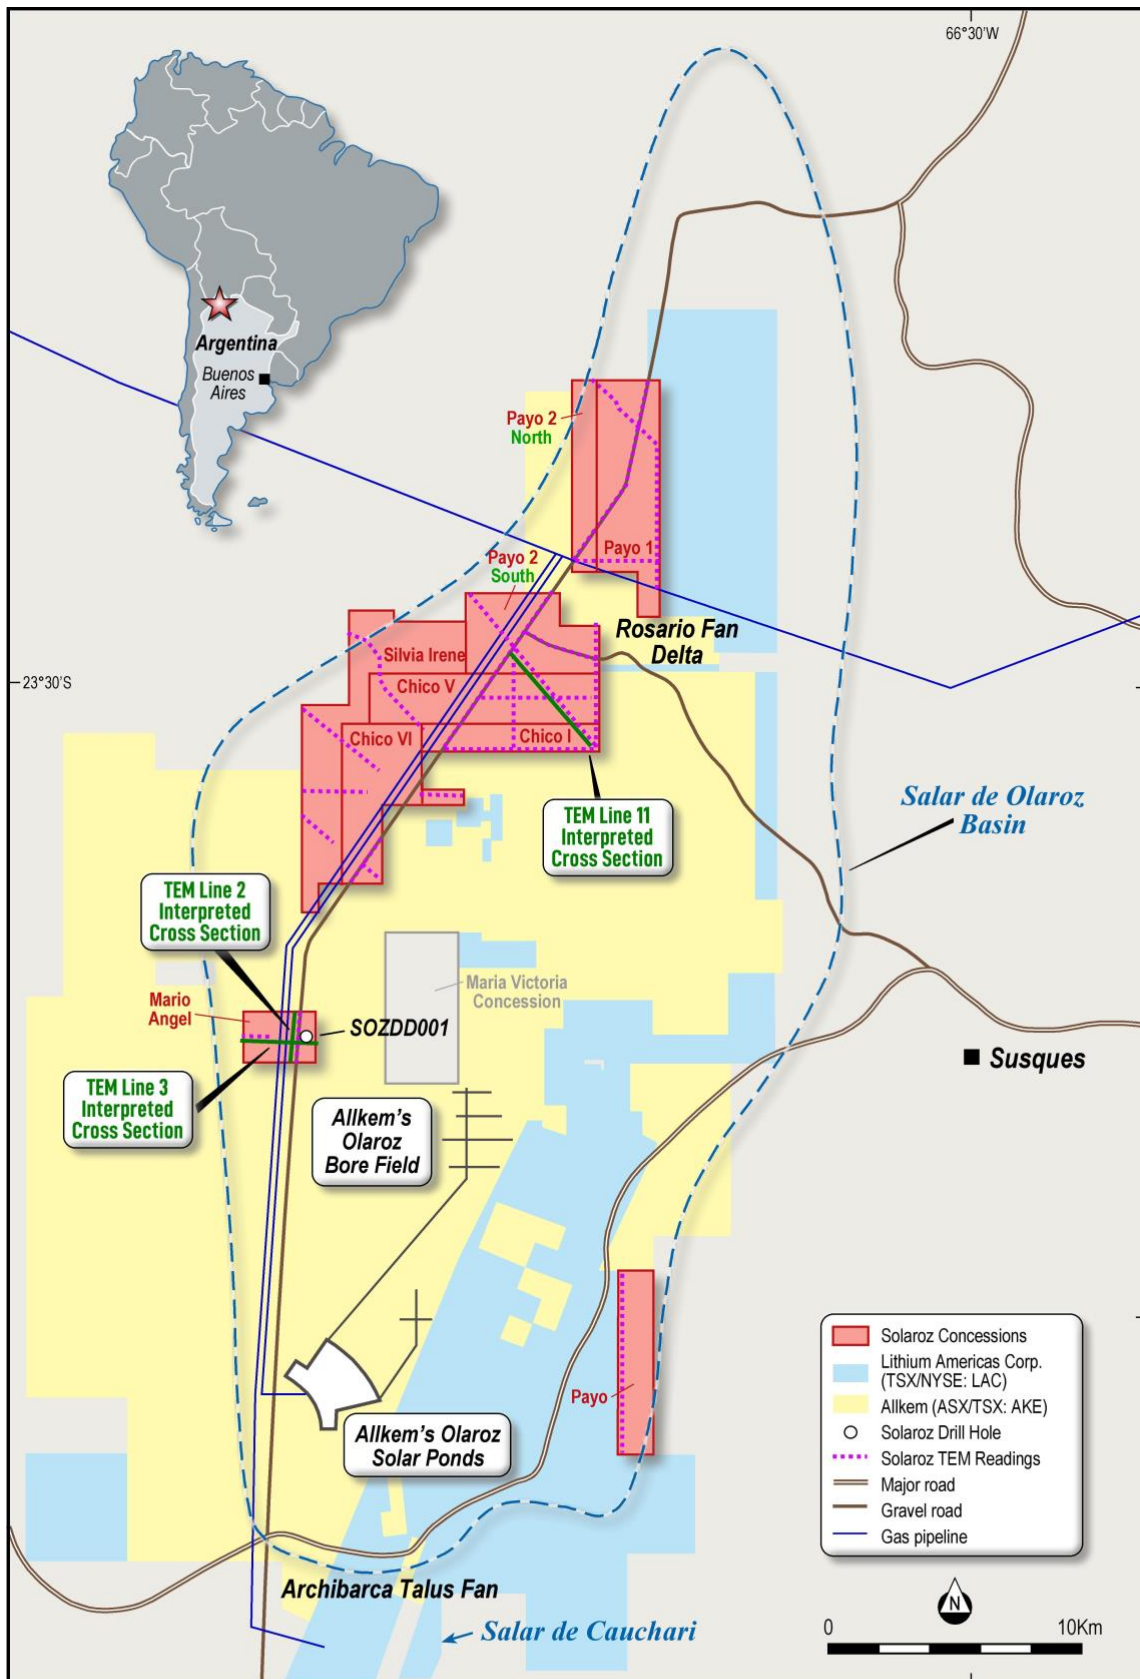 66°30'W
Argentina
Buenos
Aires
Payo 2
North
Payo 1
Payo 2
South
Rosario Fan
Delta
Silvia Irene
23°30'S
Chico V
Chico VI
Chico I
TEM Line 11
Interpreted
Cross Section
Salar de Olaroz
Basin
TEM Line 2
Interpreted
Cross Section
Maria Victoria
Concession
Mario
Angel
SOZDD001
Susques
TEM Line 3
Interpreted
Cross Section
Allkem's
Olaroz
Bore Field
Payo
Allkem's Olaroz
Solar Ponds
Archibarca Talus Fan
Salar de Cauchari
Solaroz Concessions
Lithium Americas Corp.
(TSX/NYSE: LAC)
Allkem (ASX/TSX: AKE)
Solaroz Drill Hole
Solaroz TEM Readings
Major road
Gravel road
Gas pipeline
N
0 10Km